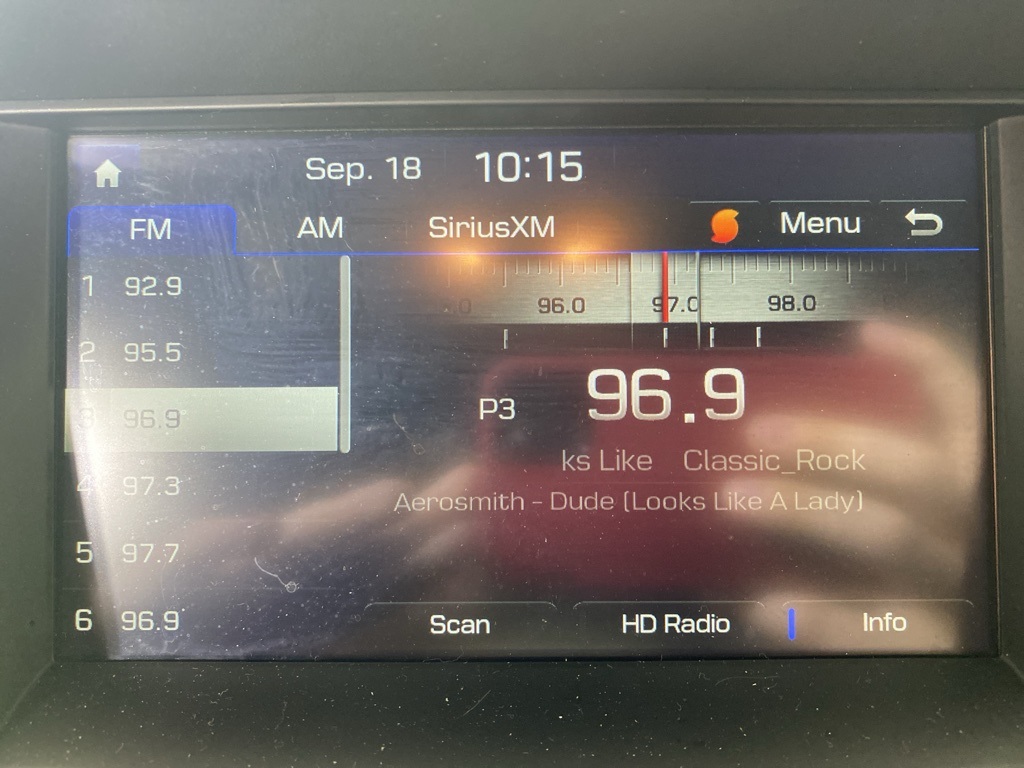 Sep. 18 10:15
FM AM SiriusXM Menu
1 92.9
2 95.5
3 96.9
4 97.3
5 97.7
6 96.9
96.0 97.0 98.0
P3 96.9
ks Like Classic_Rock
Aerosmith - Dude (Looks Like A Lady)
Scan HD Radio Info